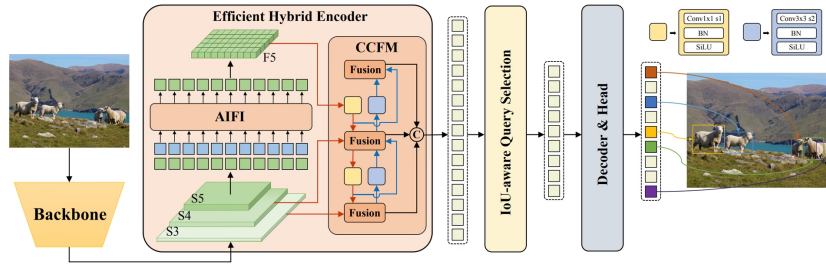 Efficient Hybrid Encoder
F5
CCFM
Fusion
AIFI
Fusion
C
S5
S4
S3
Fusion
Backbone
IoU-aware Query Selection
Decoder & Head
Conv1x1 s1
BN
SiLU
Conv3x3 s2
BN
SiLU